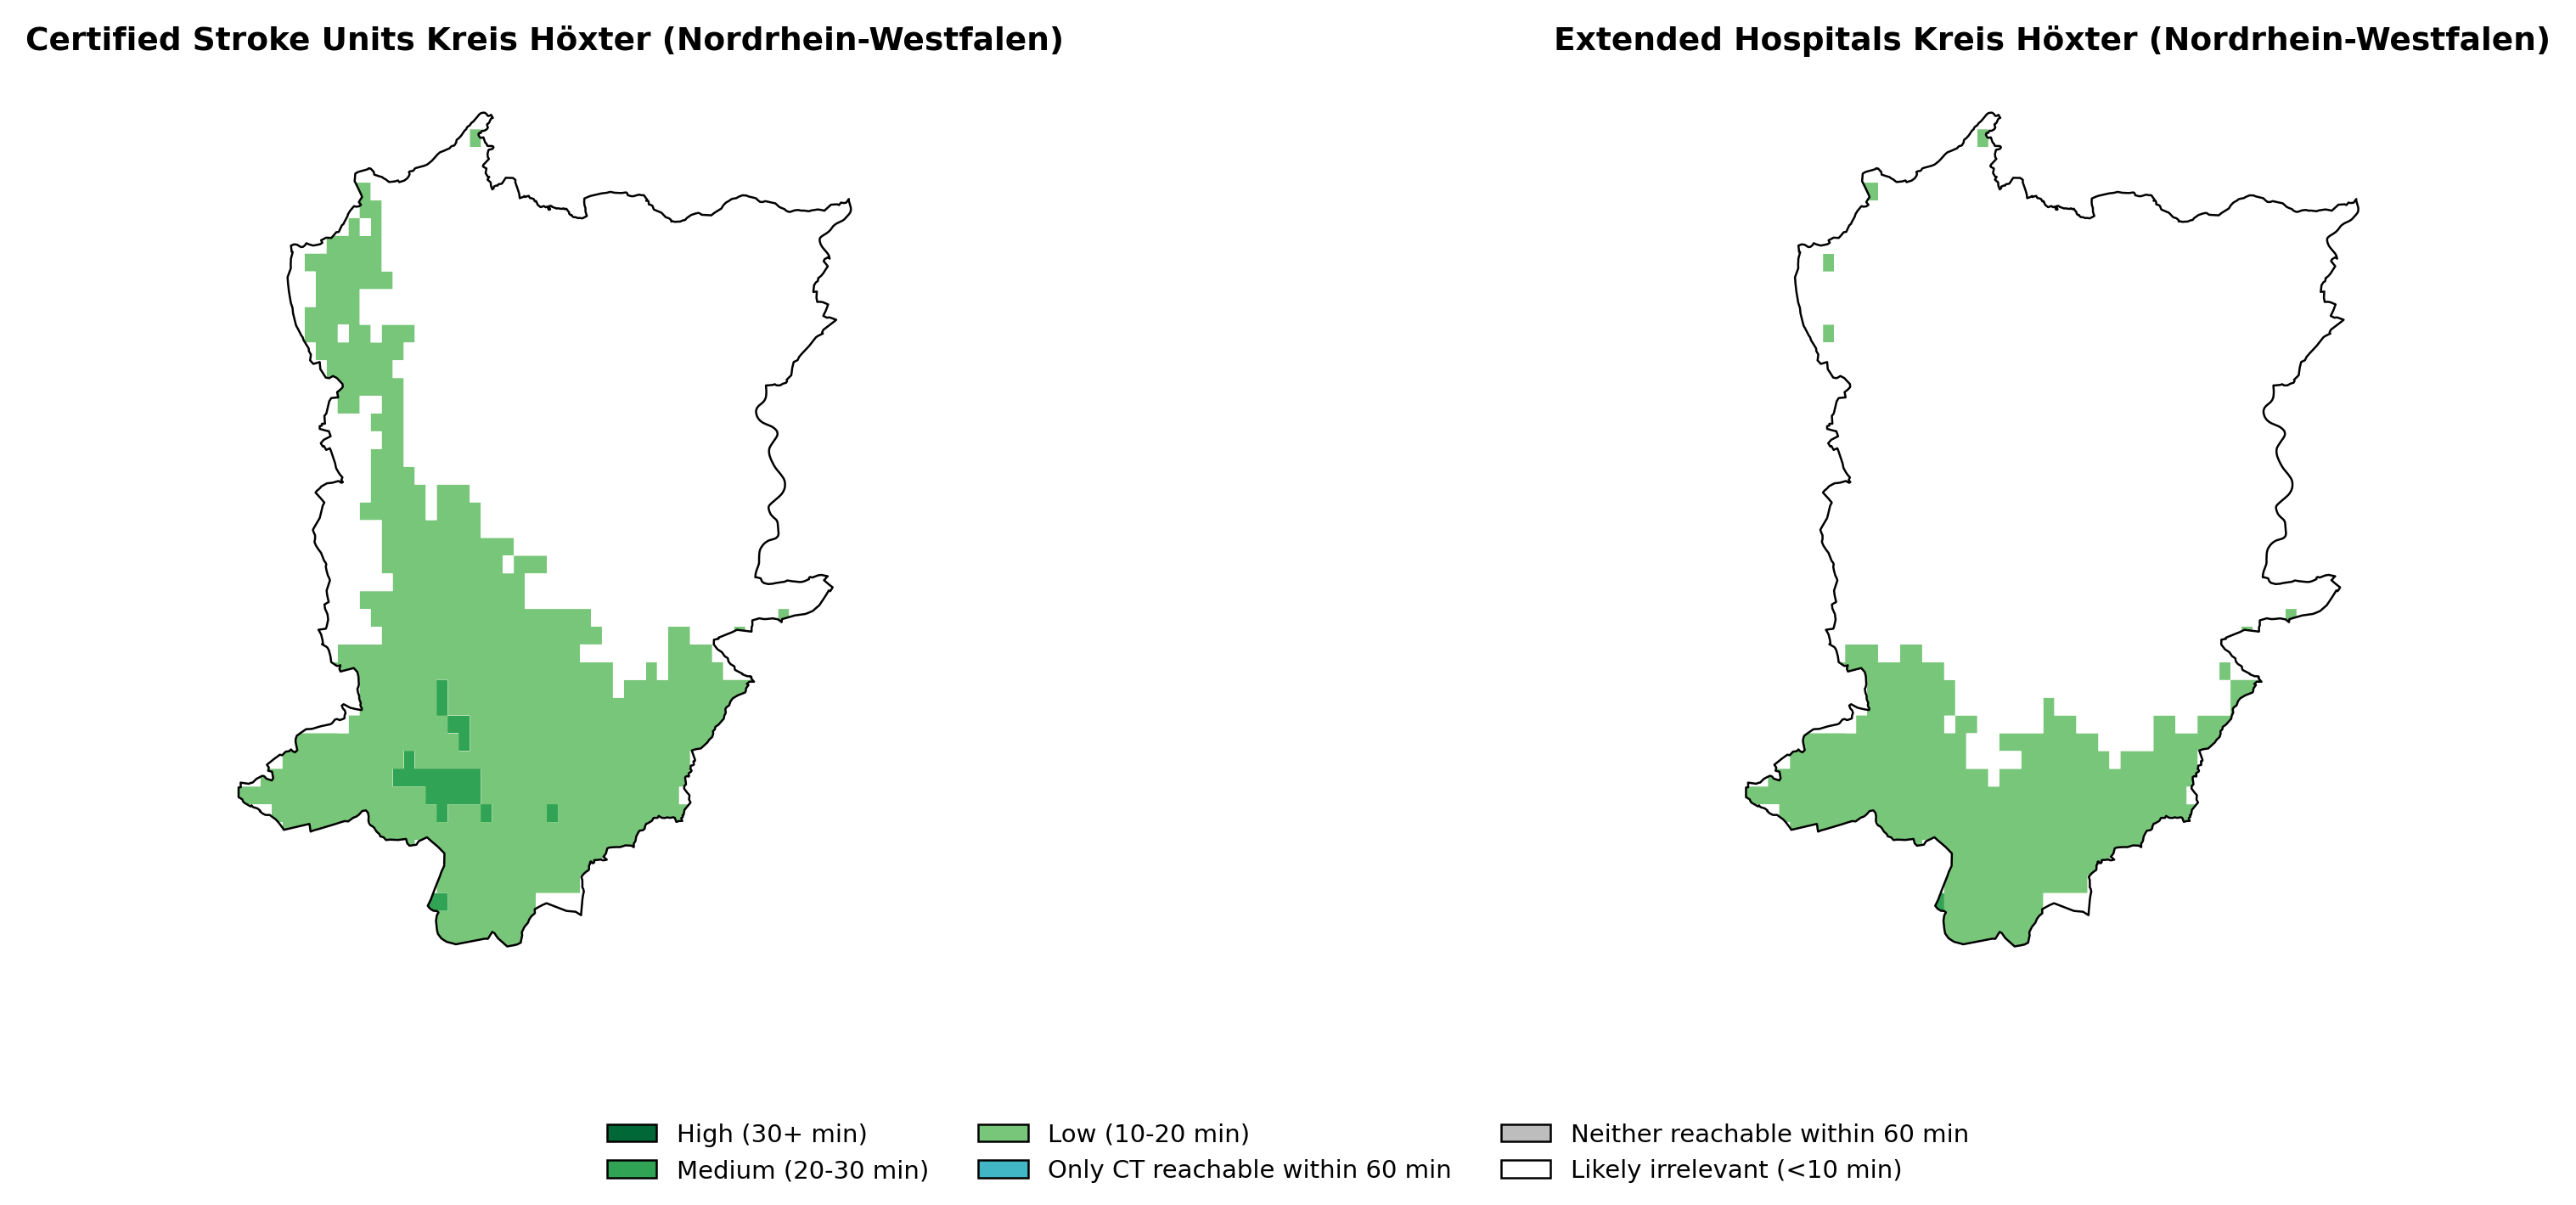 Certified Stroke Units Kreis Höxter (Nordrhein-Westfalen)
Extended Hospitals Kreis Höxter (Nordrhein-Westfalen)
High (30+ min)
Medium (20-30 min)
Low (10-20 min)
Only CT reachable within 60 min
Neither reachable within 60 min
Likely irrelevant (<10 min)